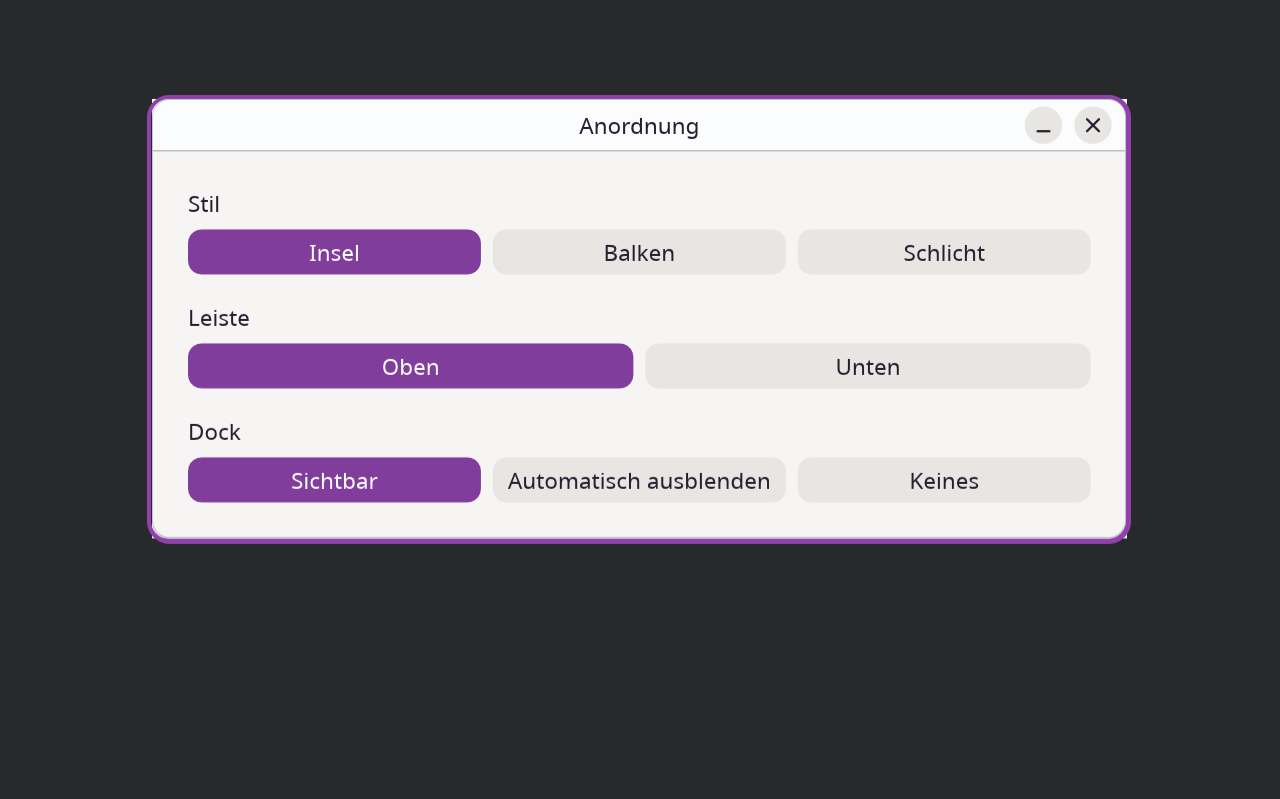 Anordnung
Stil
Insel Balken Schlicht
Leiste
Oben Unten
Dock
Sichtbar Automatisch ausblenden Keines